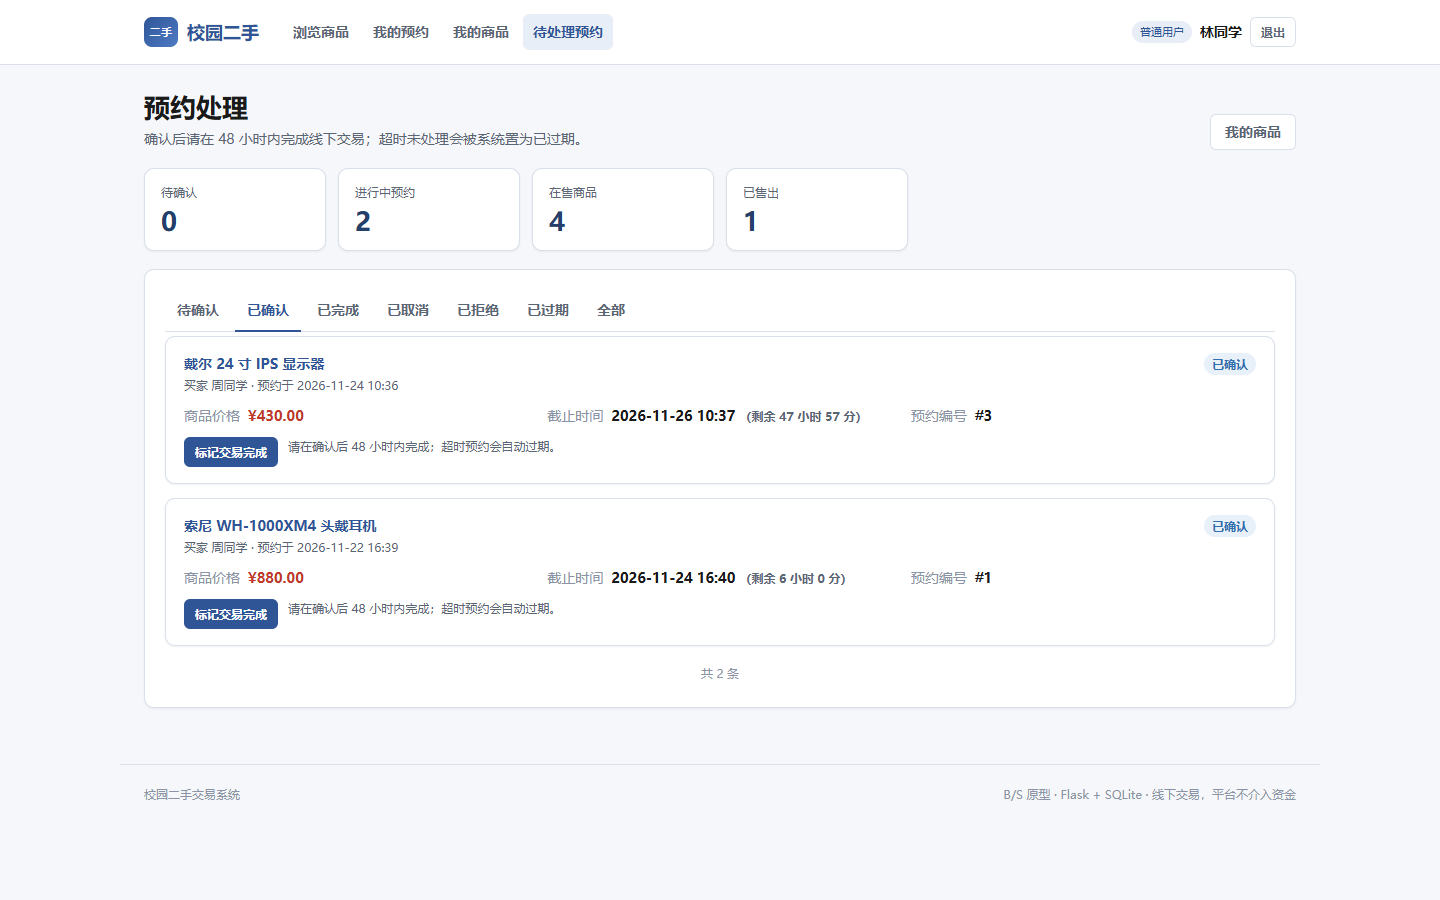 二手 校园二手 浏览商品 我的预约 我的商品 待处理预约 普通用户 林同学 退出
预约处理
确认后请在 48 小时内完成线下交易；超时未处理会被系统置为已过期。
我的商品
待确认 进行中预约 在售商品 已售出
0 2 4 1
待确认 已确认 已完成 已取消 已拒绝 已过期 全部
戴尔 24 寸 IPS 显示器 已确认
买家 周同学 · 预约于 2026-11-24 10:36
商品价格 ¥430.00 截止时间 2026-11-26 10:37 (剩余 47 小时 57 分) 预约编号 #3
标记交易完成 请在确认后 48 小时内完成；超时预约会自动过期。
索尼 WH-1000XM4 头戴耳机 已确认
买家 周同学 · 预约于 2026-11-22 16:39
商品价格 ¥880.00 截止时间 2026-11-24 16:40 (剩余 6 小时 0 分) 预约编号 #1
标记交易完成 请在确认后 48 小时内完成；超时预约会自动过期。
共 2 条
校园二手交易系统 B/S 原型 · Flask + SQLite · 线下交易，平台不介入资金